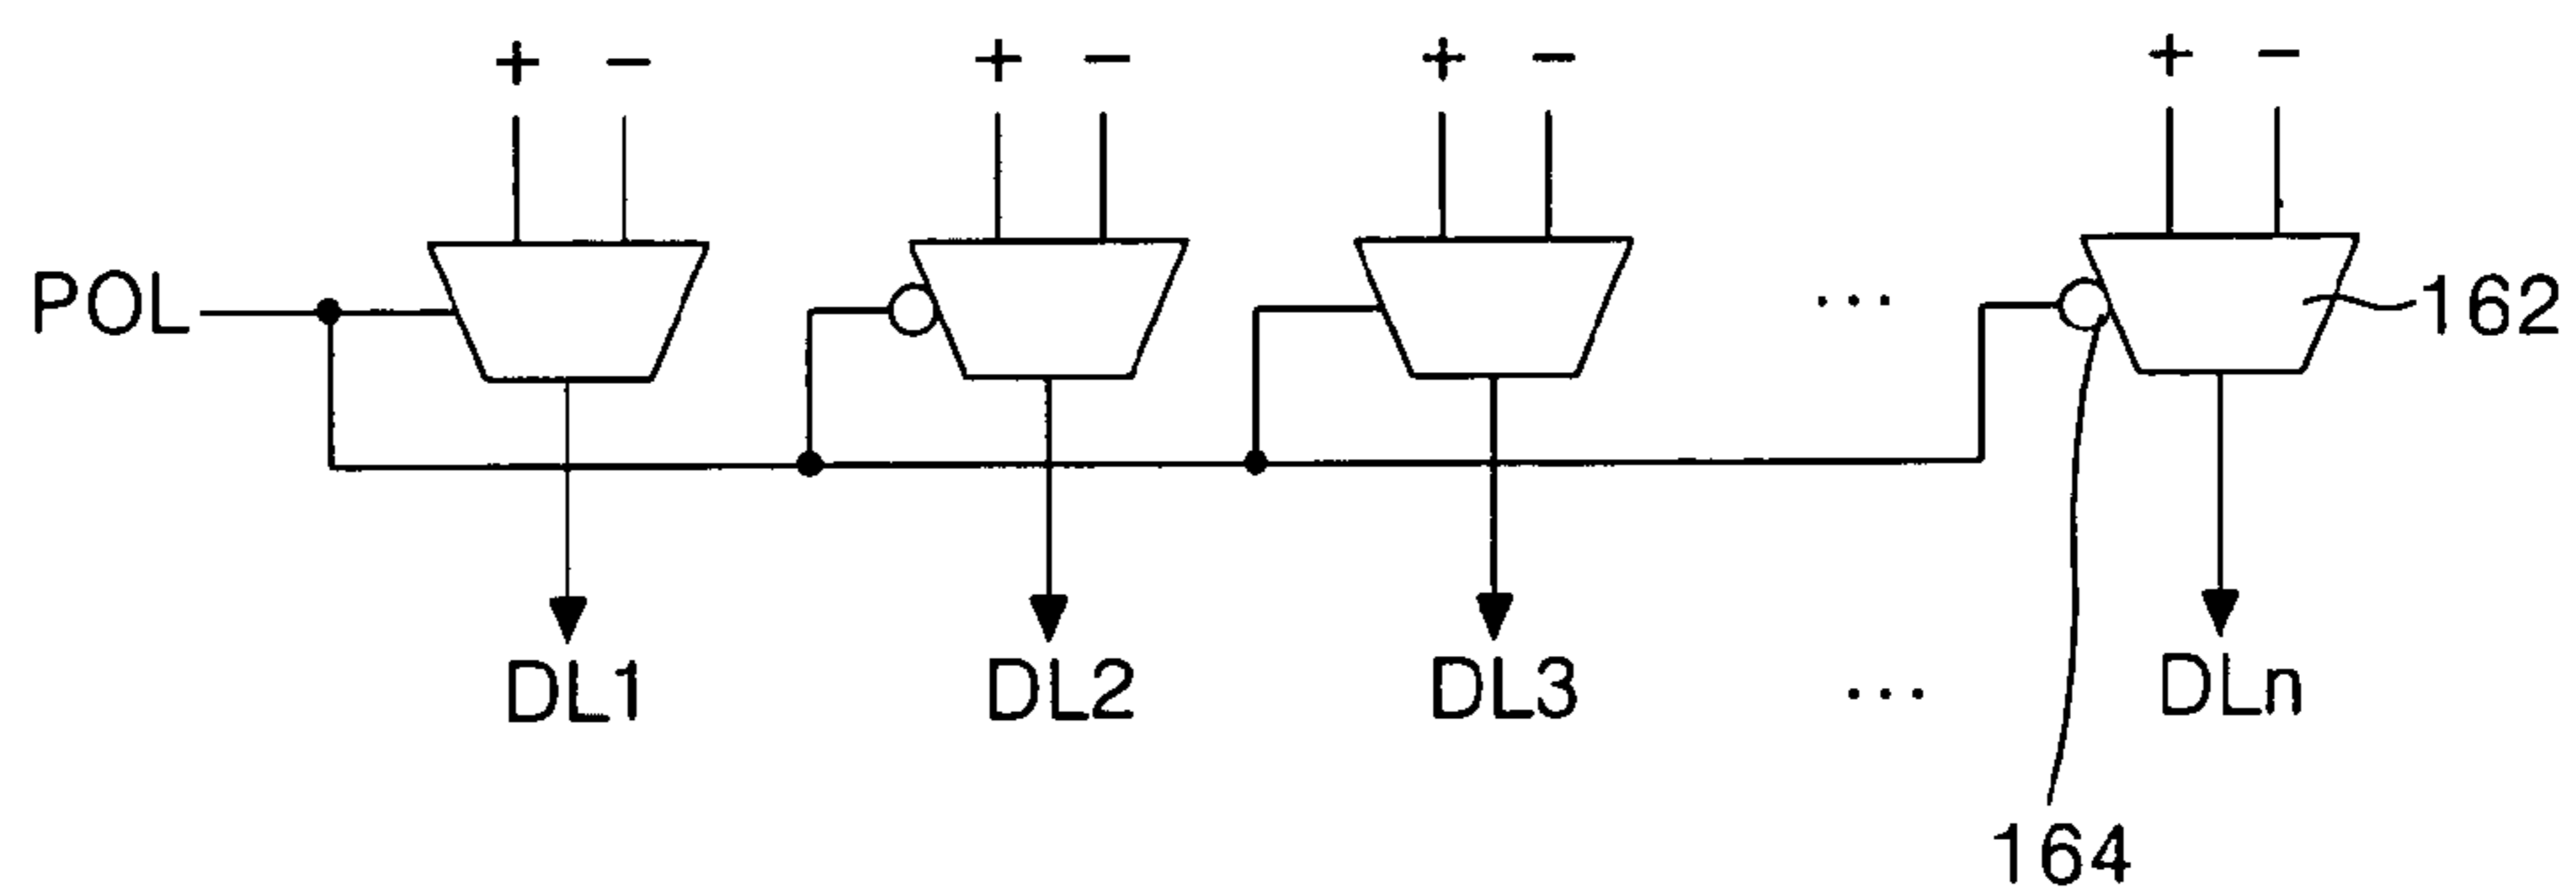 + − + − + − + −
POL ··· 162
DL1 DL2 DL3 ··· DLn
164